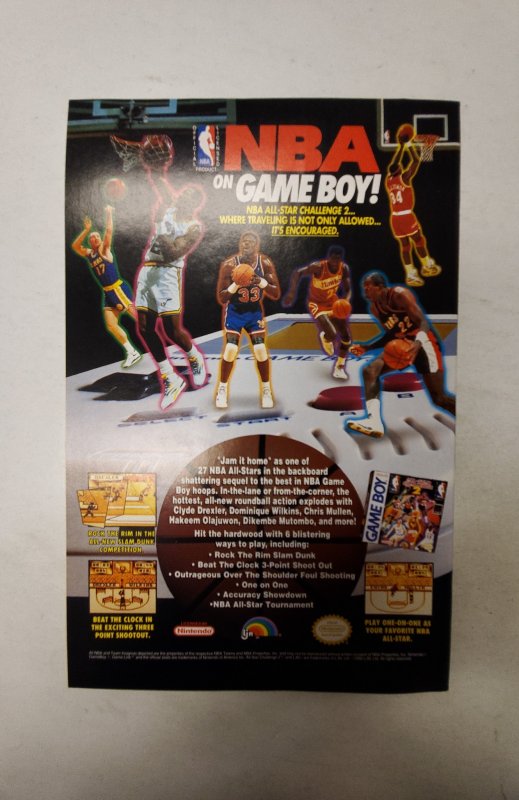 OFFICIAL LICENSED
NBA
PRODUCT
NBA
ON GAME BOY!
NBA ALL-STAR CHALLENGE 2...
WHERE TRAVELING IS NOT ONLY ALLOWED...
IT'S ENCOURAGED.
34
17
33
22
SELECT START
B A
"Jam it home" as one of
27 NBA All-Stars in the backboard
shattering sequel to the best in NBA Game
Boy hoops. In-the-lane or from-the-corner, the
hottest, all-new roundball action explodes with
Clyde Drexler, Dominique Wilkins, Chris Mullen,
Hakeem Olajuwon, Dikembe Mutombo, and more!
Hit the hardwood with 6 blistering
ways to play, including:
• Rock The Rim Slam Dunk
• Beat The Clock 3-Point Shoot Out
• Outrageous Over The Shoulder Foul Shooting
• One on One
• Accuracy Showdown
•NBA All-Star Tournament
ROCK THE RIM IN THE
ALL-NEW SLAM DUNK
COMPETITION.
BEAT THE CLOCK IN
THE EXCITING THREE
POINT SHOOTOUT.
GAME BOY
PLAY ONE-ON-ONE AS
YOUR FAVORITE NBA
ALL-STAR.
Nintendo
LJN